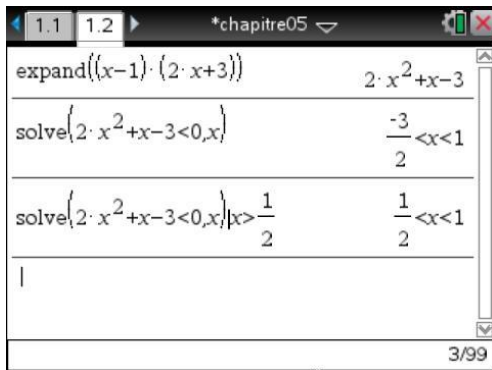 1.1 1.2 *chapitre05
expand((x−1)·(2·x+3)) 2·x²+x−3
solve(2·x²+x−3<0,x) -3/2<x<1
solve(2·x²+x−3<0,x)|x>1/2 1/2<x<1
3/99